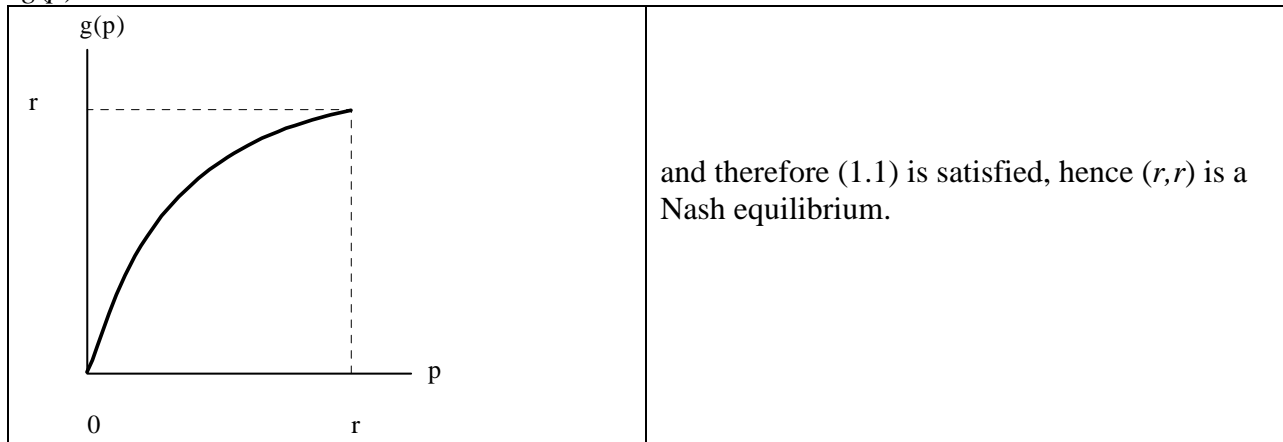 g(p)
g(p)
r
and therefore (1.1) is satisfied, hence (r,r) is a
Nash equilibrium.
p
0 r